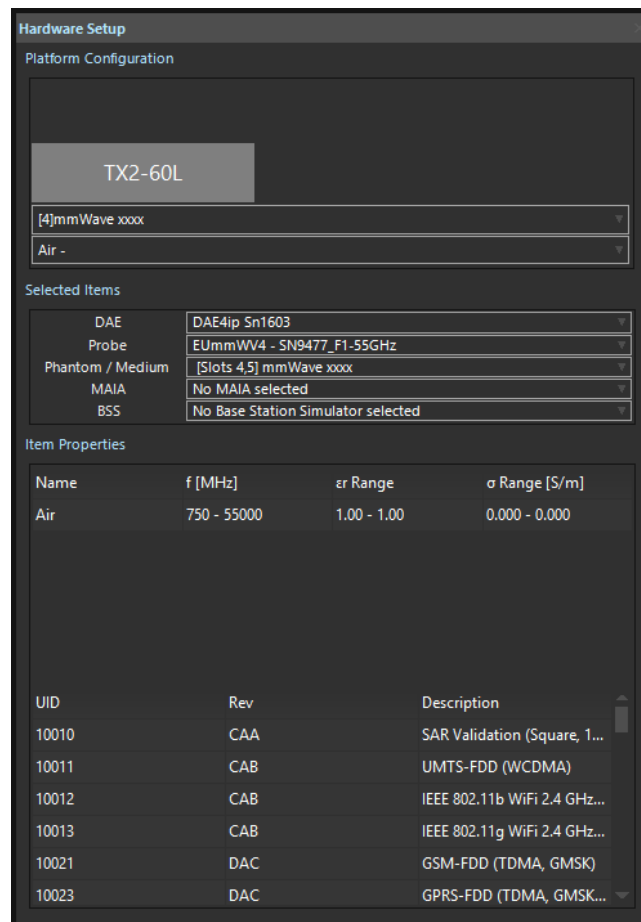 Hardware Setup
Platform Configuration
TX2-60L
[4]mmWave xxxx
Air -
Selected Items
DAE DAE4ip Sn1603
Probe EUmmWV4 - SN9477_F1-55GHz
Phantom / Medium [Slots 4,5] mmWave xxxx
MAIA No MAIA selected
BSS No Base Station Simulator selected
Item Properties
Name f [MHz] εr Range σ Range [S/m]
Air 750 - 55000 1.00 - 1.00 0.000 - 0.000
UID Rev Description
10010 CAA SAR Validation (Square, 1...
10011 CAB UMTS-FDD (WCDMA)
10012 CAB IEEE 802.11b WiFi 2.4 GHz...
10013 CAB IEEE 802.11g WiFi 2.4 GHz...
10021 DAC GSM-FDD (TDMA, GMSK)
10023 DAC GPRS-FDD (TDMA, GMSK...